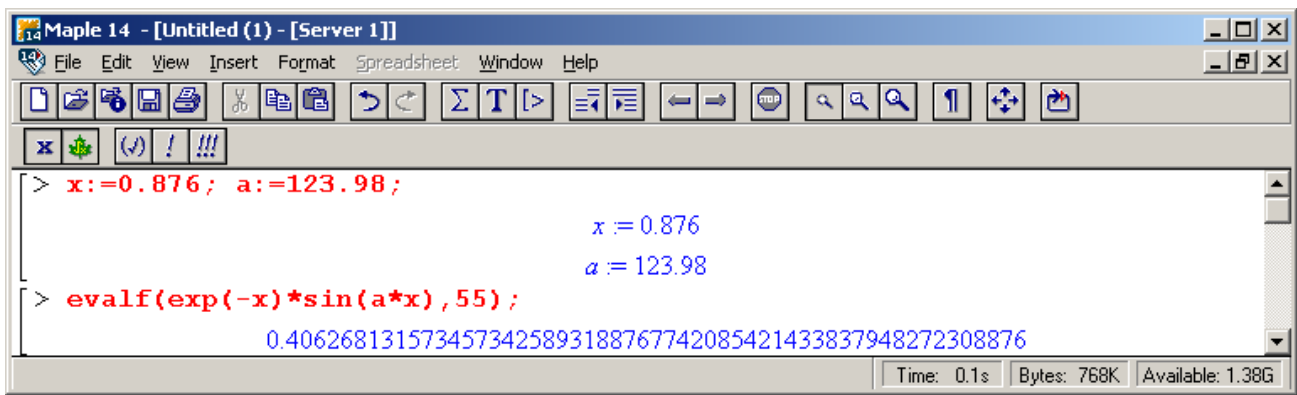 Maple 14 - [Untitled (1) - [Server 1]]
File Edit View Insert Format Spreadsheet Window Help
[> x:=0.876; a:=123.98;
x := 0.876
a := 123.98
[> evalf(exp(-x)*sin(a*x),55);
0.4062681315734573425893188767742085421433837948272308876
Time: 0.1s Bytes: 768K Available: 1.38G